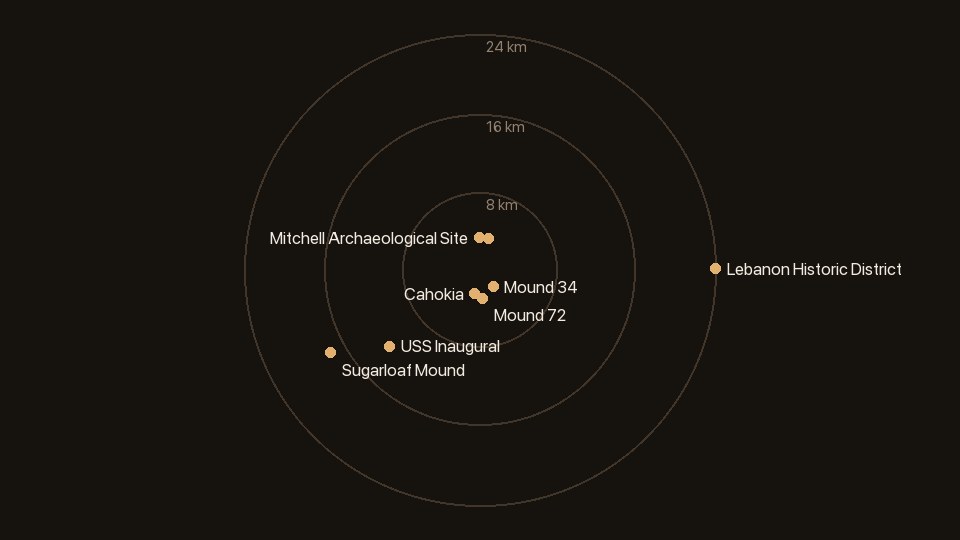 24 km
16 km
8 km
Mitchell Archaeological Site
Lebanon Historic District
Mound 34
Cahokia
Mound 72
USS Inaugural
Sugarloaf Mound